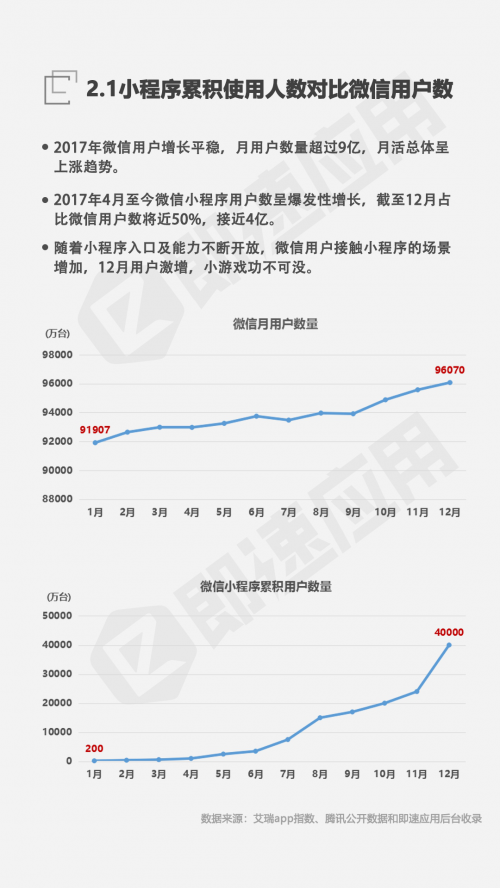 2.1小程序累积使用人数对比微信用户数
2017年微信用户增长平稳，月用户数量超过9亿，月活总体呈
上涨趋势。
2017年4月至今微信小程序用户数呈爆发性增长，截至12月占
比微信用户数将近50%，接近4亿。
随着小程序入口及能力不断开放，微信用户接触小程序的场景
增加，12月用户激增，小游戏功不可没。
微信月用户数量
(万台)
98000
96000
94000
92000
90000
88000
91907
96070
1月 2月 3月 4月 5月 6月 7月 8月 9月 10月 11月 12月
微信小程序累积用户数量
(万台)
50000
40000
30000
20000
10000
0
200
40000
1月 2月 3月 4月 5月 6月 7月 8月 9月 10月 11月 12月
数据来源：艾瑞app指数、腾讯公开数据和即速应用后台收录
即速应用
即速应用